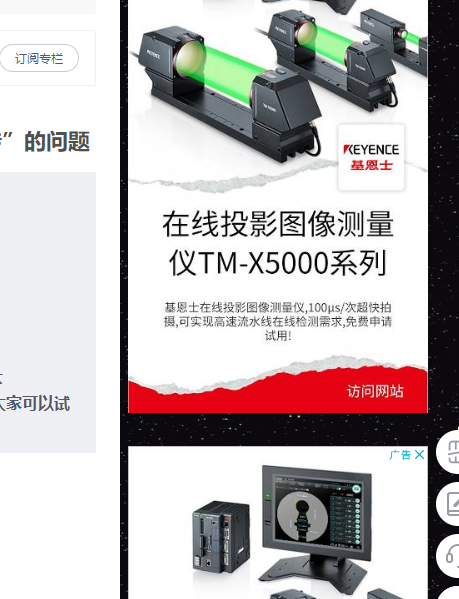 订阅专栏
”的问题
大家可以试
KEYENCE
KEYENCE
KEYENCE
基恩士
在线投影图像测量
仪TM-X5000系列
基恩士在线投影图像测量仪,100μs/次超快拍
摄,可实现高速流水线在线检测需求,免费申请
试用!
访问网站
广告